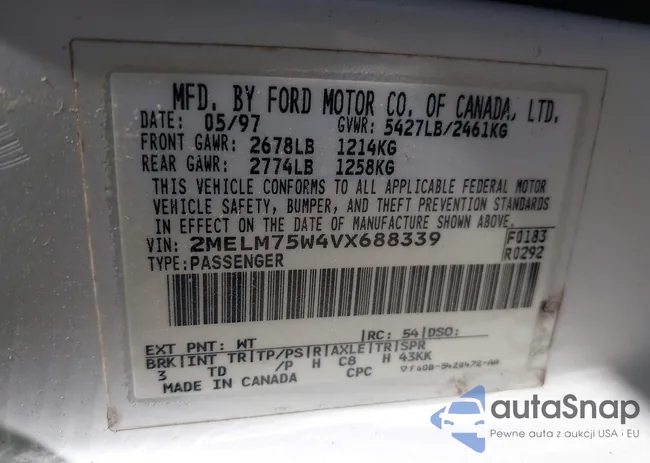 MFD. BY FORD MOTOR CO. OF CANADA, LTD.
DATE: 05/97 GVWR: 5427LB/2461KG
FRONT GAWR: 2678LB 1214KG
REAR GAWR: 2774LB 1258KG
THIS VEHICLE CONFORMS TO ALL APPLICABLE FEDERAL MOTOR
VEHICLE SAFETY, BUMPER, AND THEFT PREVENTION STANDARDS
IN EFFECT ON THE DATE OF MANUFACTURE SHOWN ABOVE.
VIN: 2MELM75W4VX688339 F0183
TYPE: PASSENGER R0292
EXT PNT: WT RC: 54 DSO:
BRK INT TR TP/PS R AXLE TR SPR
3 TD /P H C8 H 43KK
MADE IN CANADA CPC
autaSnap
Pewne auta z aukcji USA i EU